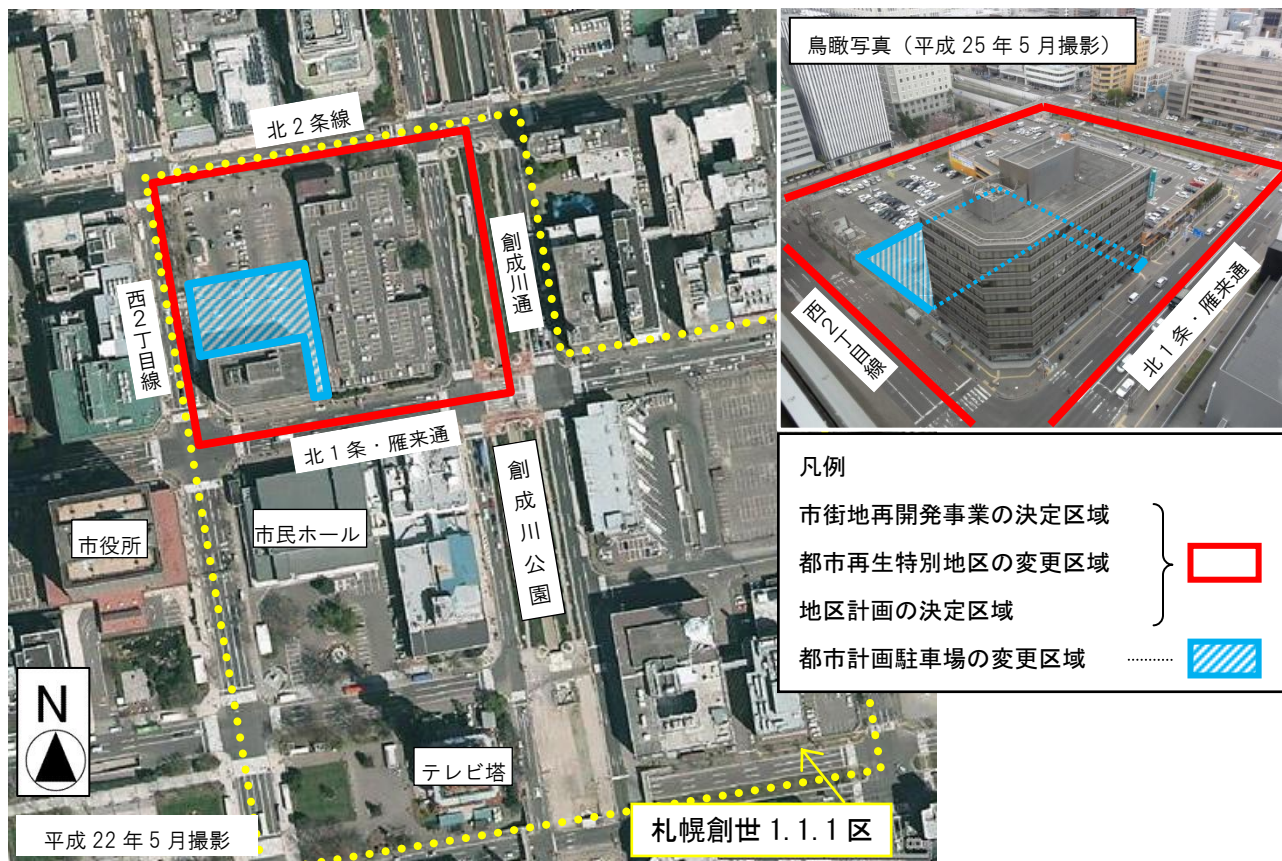 北2条線
創成川通
西2丁目線
北1条・雁来通
創成川公園
市役所
市民ホール
テレビ塔
N
平成22年5月撮影
札幌創世1.1.1区
鳥瞰写真（平成25年5月撮影）
西2丁目線
北1条・雁来通
凡例
市街地再開発事業の決定区域
都市再生特別地区の変更区域
地区計画の決定区域
都市計画駐車場の変更区域